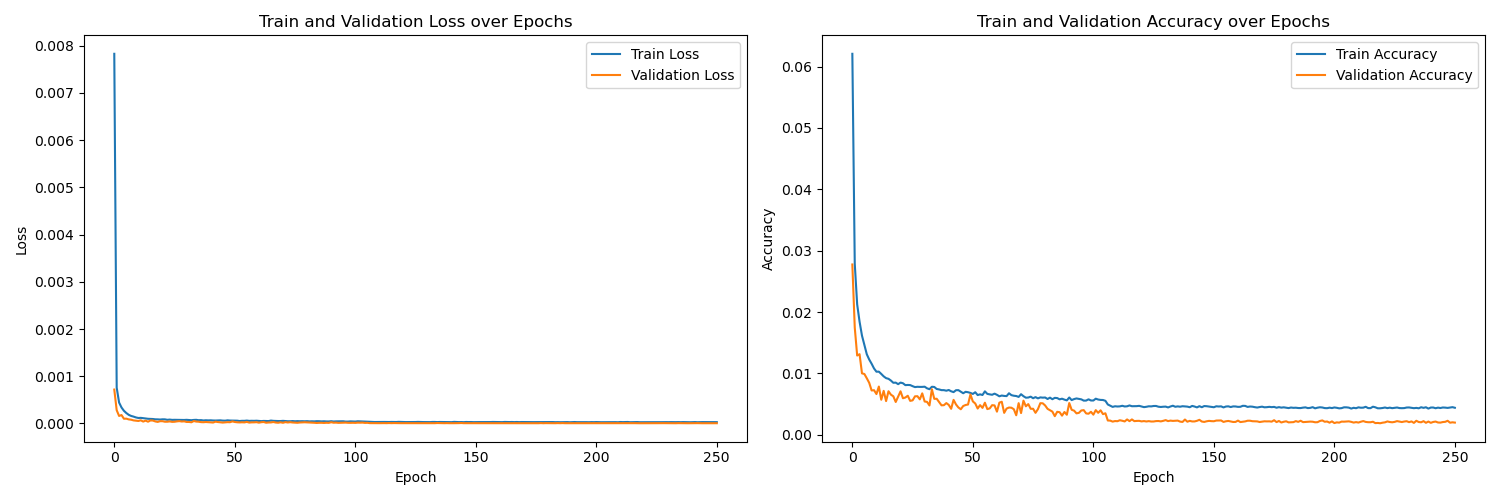 Train and Validation Loss over Epochs
Train Loss
Validation Loss
0.008
0.007
0.006
0.005
0.004
0.003
0.002
0.001
0.000
Loss
0
50
100
150
200
250
Epoch
Train and Validation Accuracy over Epochs
Train Accuracy
Validation Accuracy
0.06
0.05
0.04
0.03
0.02
0.01
0.00
Accuracy
0
50
100
150
200
250
Epoch